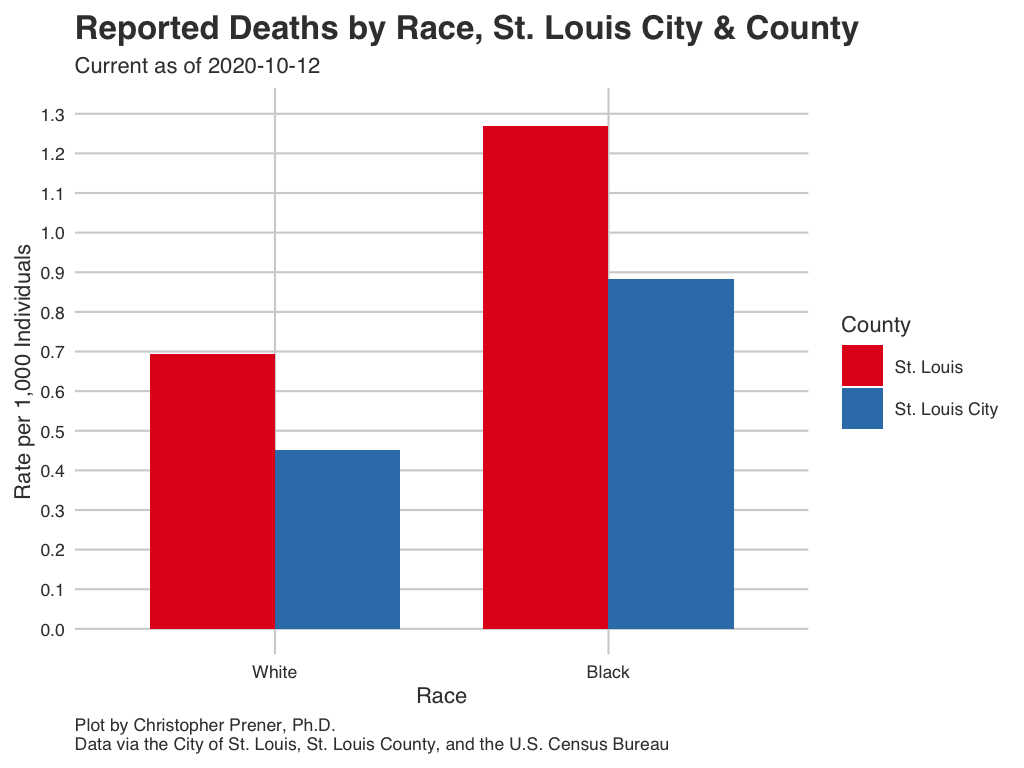 Reported Deaths by Race, St. Louis City & County
Current as of 2020-10-12
Rate per 1,000 Individuals
1.3
1.2
1.1
1.0
0.9
0.8
0.7
0.6
0.5
0.4
0.3
0.2
0.1
0.0
White
Black
Race
County
St. Louis
St. Louis City
Plot by Christopher Prener, Ph.D.
Data via the City of St. Louis, St. Louis County, and the U.S. Census Bureau